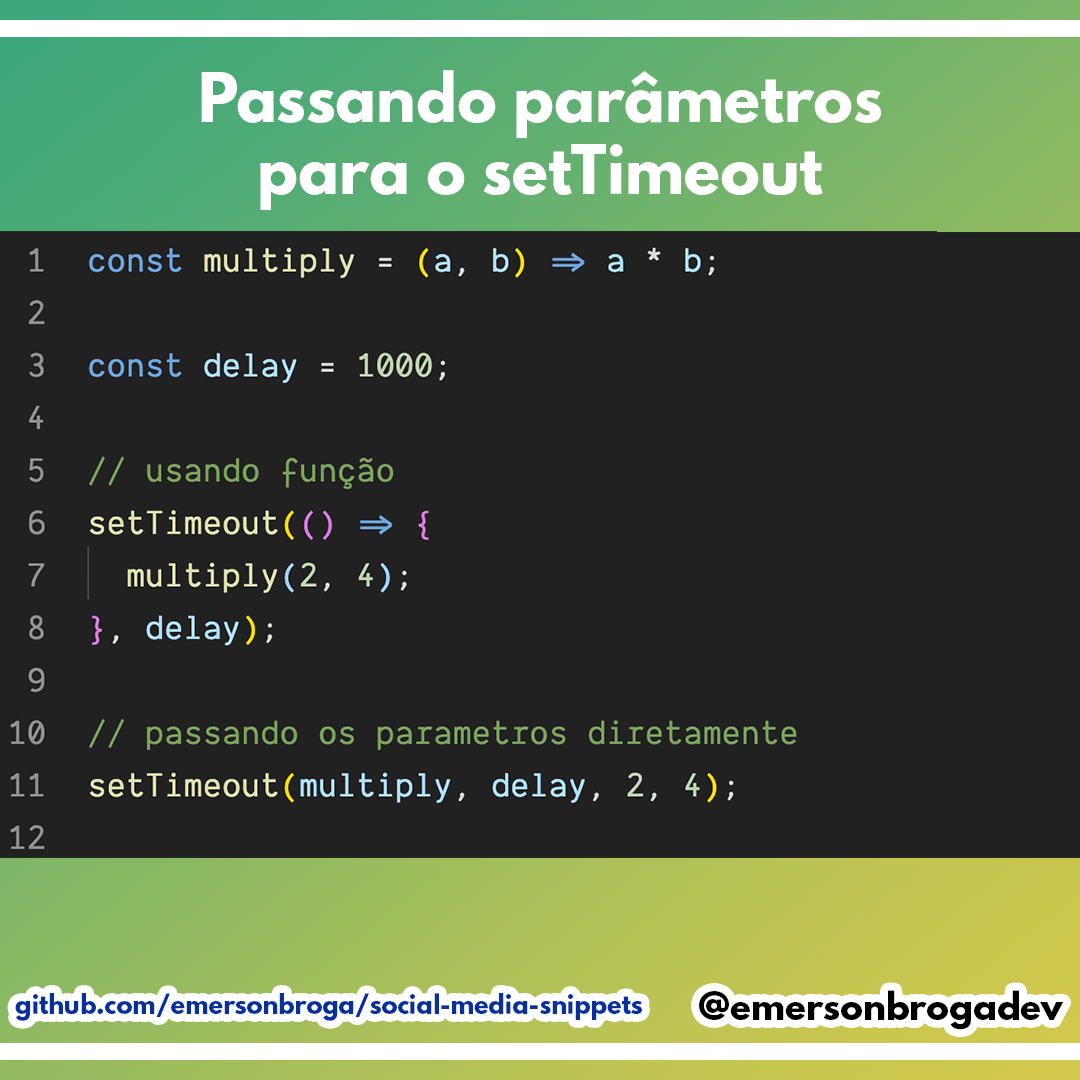 Passando parâmetros
para o setTimeout
1 const multiply = (a, b) => a * b;
2
3 const delay = 1000;
4
5 // usando função
6 setTimeout(() => {
7 multiply(2, 4);
8 }, delay);
9
10 // passando os parametros diretamente
11 setTimeout(multiply, delay, 2, 4);
12
github.com/emersonbroga/social-media-snippets @emersonbrogadev